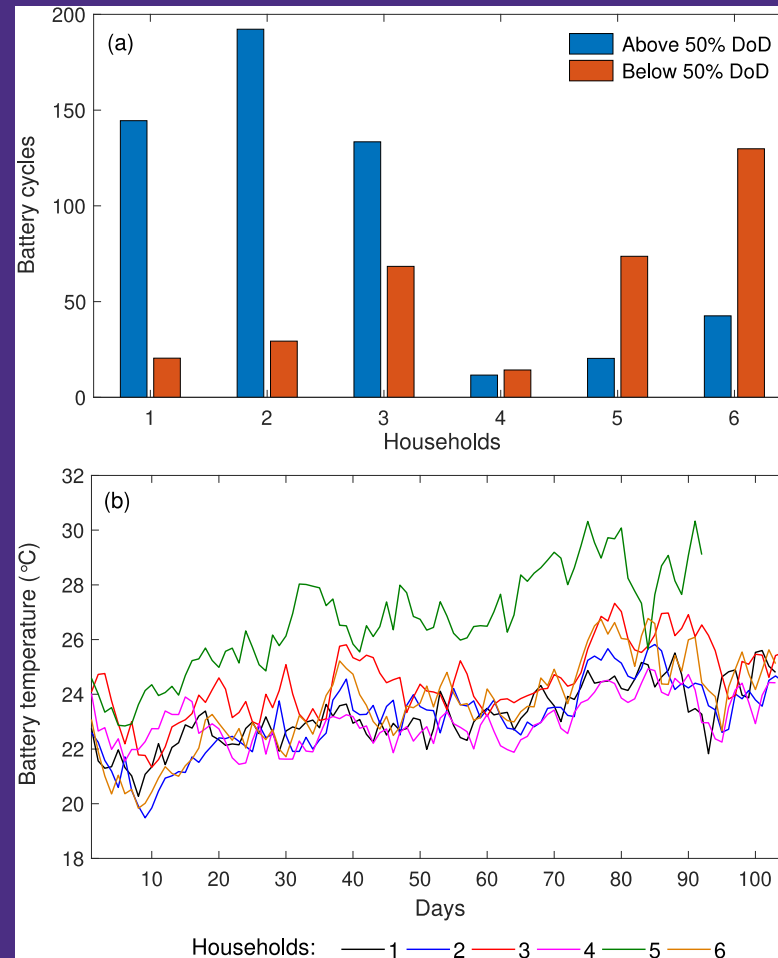 (a)
Above 50% DoD
Below 50% DoD
200
150
100
50
0
Battery cycles
1 2 3 4 5 6
Households
(b)
32
30
28
26
24
22
20
18
Battery temperature (°C)
10 20 30 40 50 60 70 80 90 100
Days
Households: 1 2 3 4 5 6